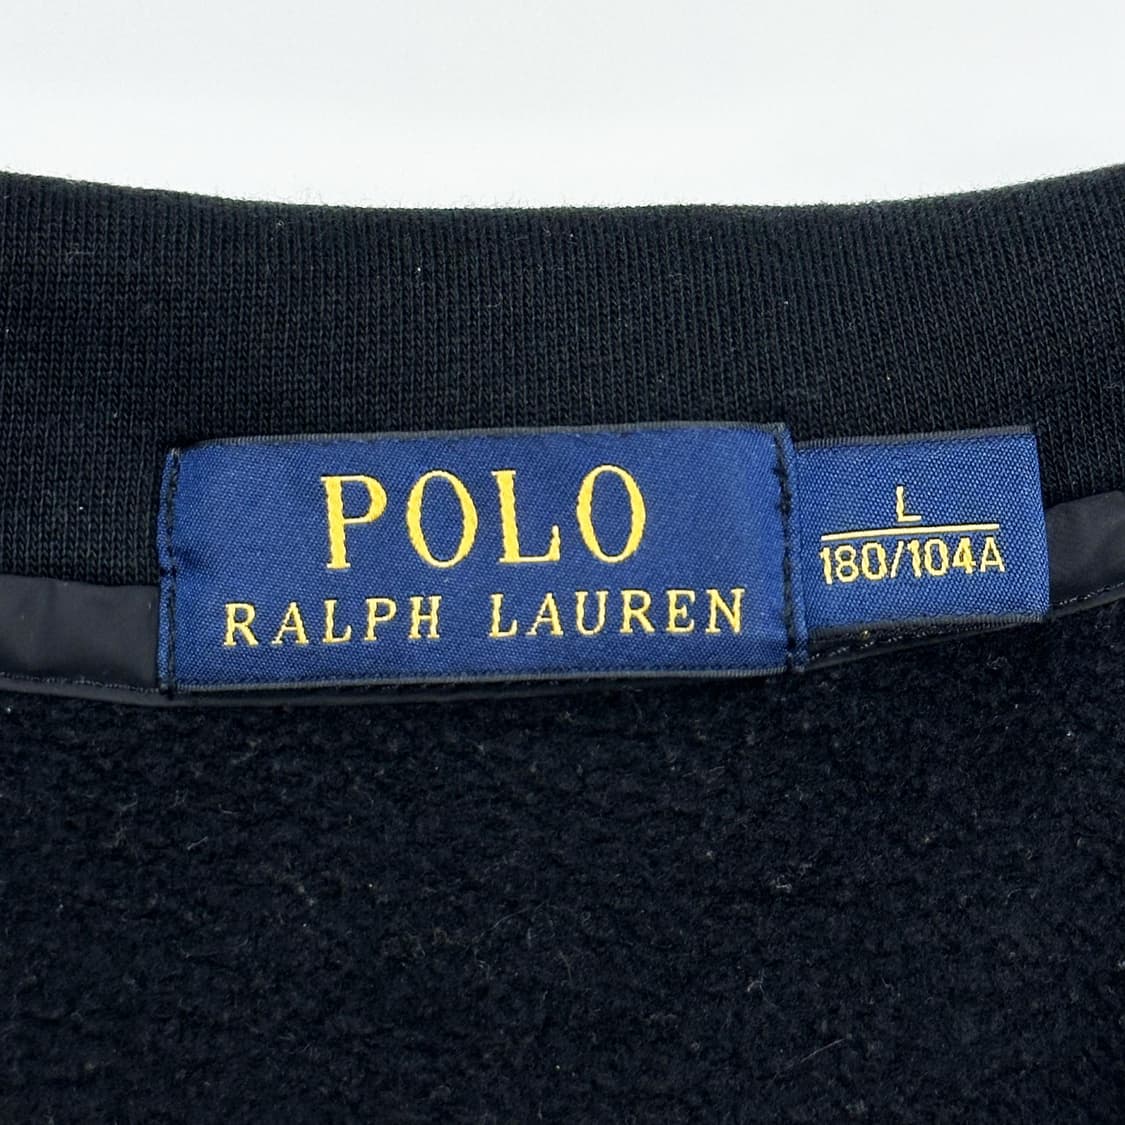 POLO
RALPH LAUREN
L
180/104A